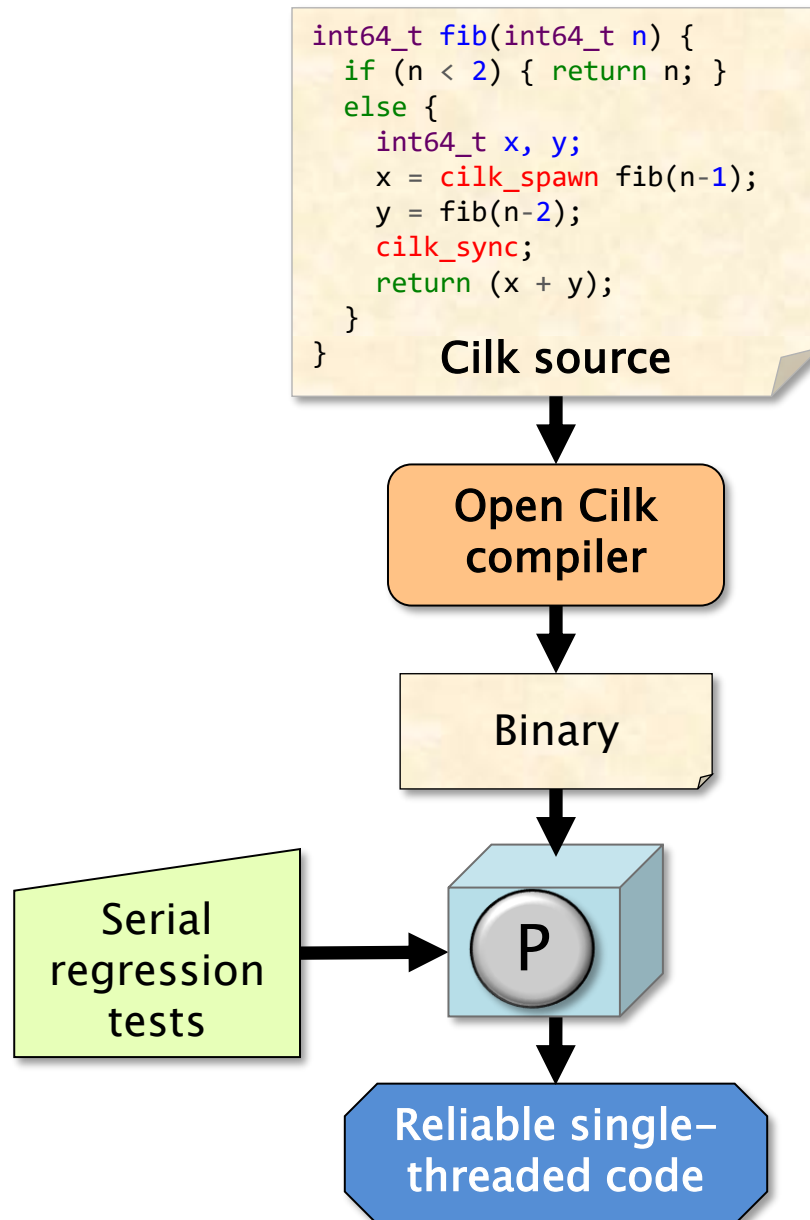 int64_t fib(int64_t n) {
if (n < 2) { return n; }
else {
int64_t x, y;
x = cilk_spawn fib(n-1);
y = fib(n-2);
cilk_sync;
return (x + y);
}
}
Cilk source
Open Cilk
compiler
Binary
Serial
regression
tests
P
Reliable single-
threaded code